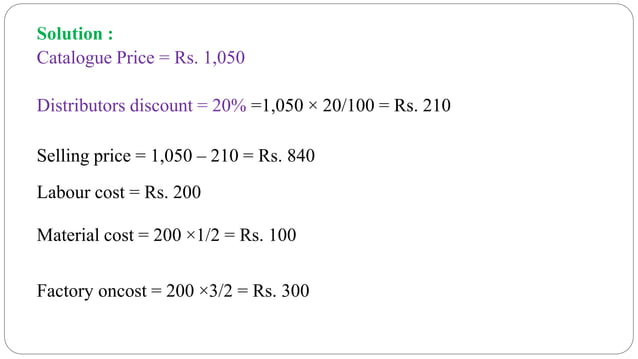 Solution :
Catalogue Price = Rs. 1,050
Distributors discount = 20% =1,050 × 20/100 = Rs. 210
Selling price = 1,050 – 210 = Rs. 840
Labour cost = Rs. 200
Material cost = 200 ×1/2 = Rs. 100
Factory oncost = 200 ×3/2 = Rs. 300